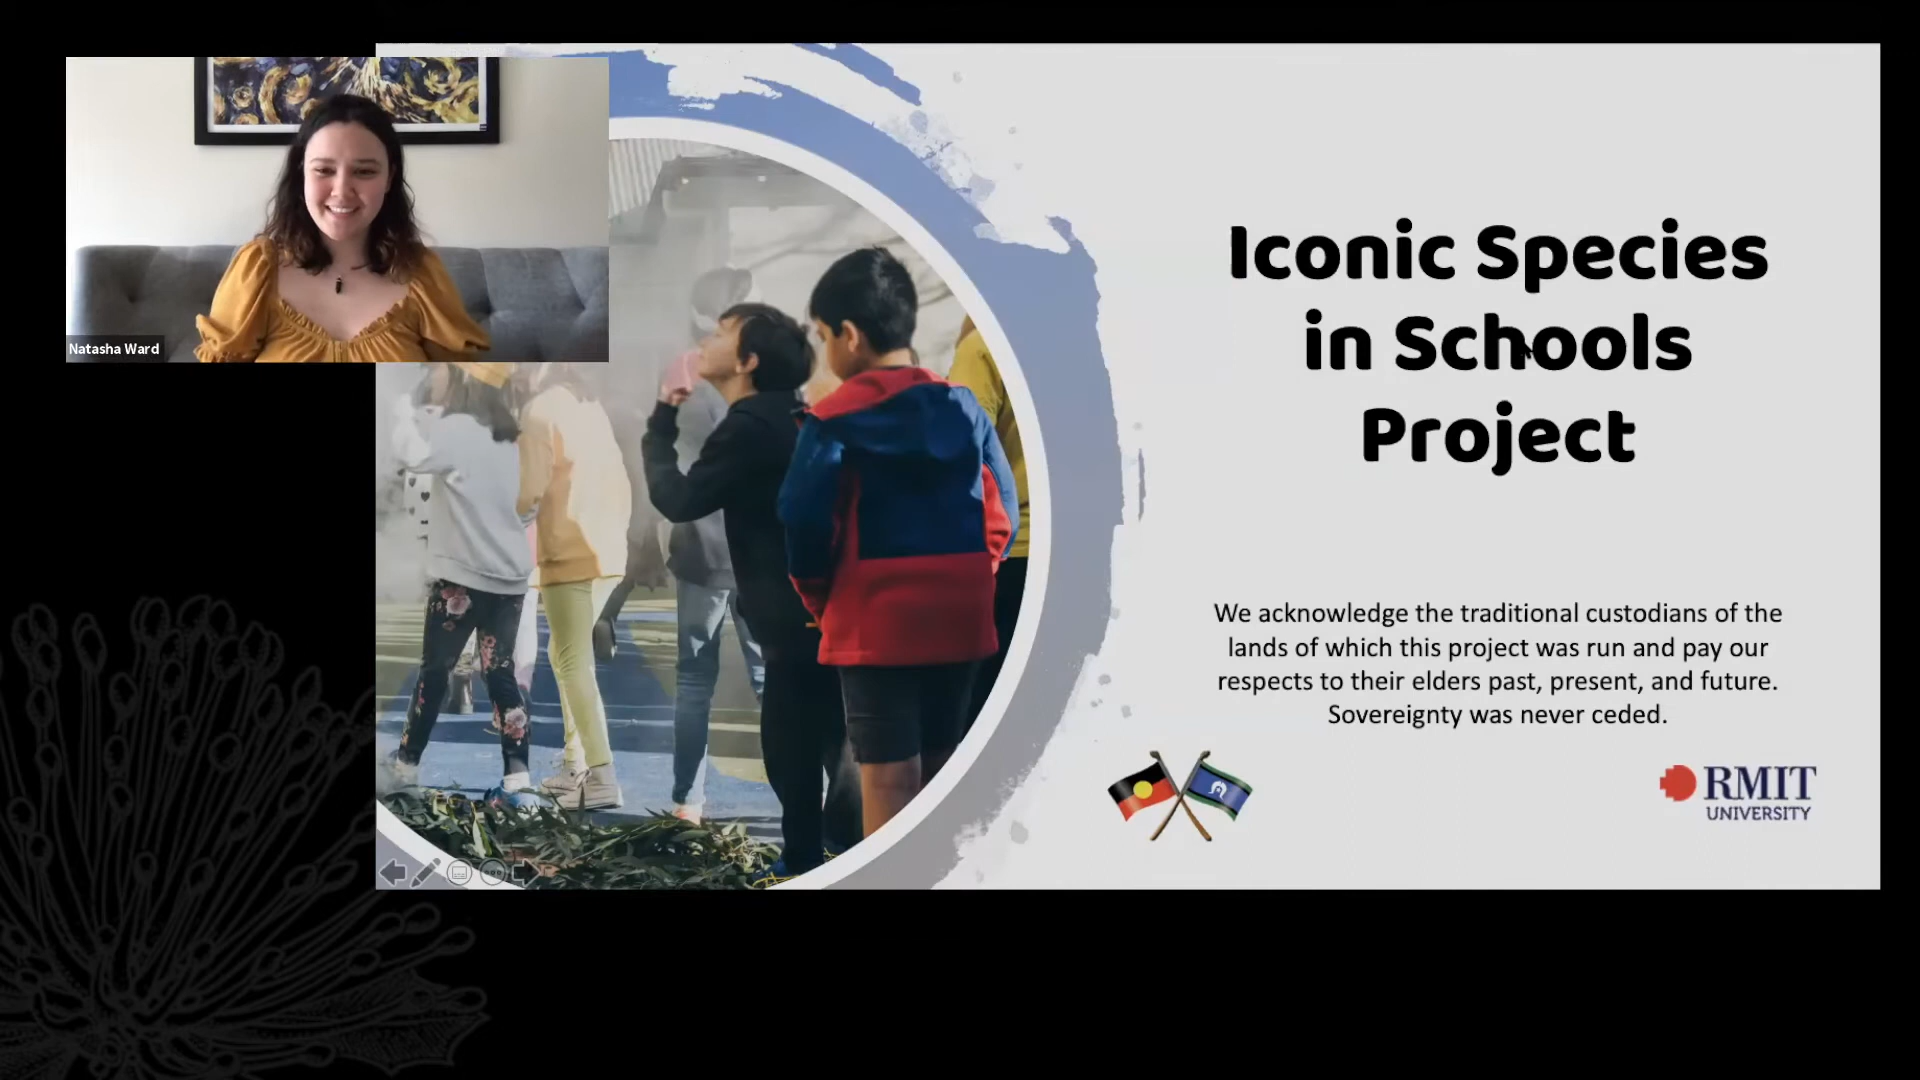 Natasha Ward
Iconic Species
in Schools
Project
We acknowledge the traditional custodians of the
lands of which this project was run and pay our
respects to their elders past, present, and future.
Sovereignty was never ceded.
RMIT
UNIVERSITY